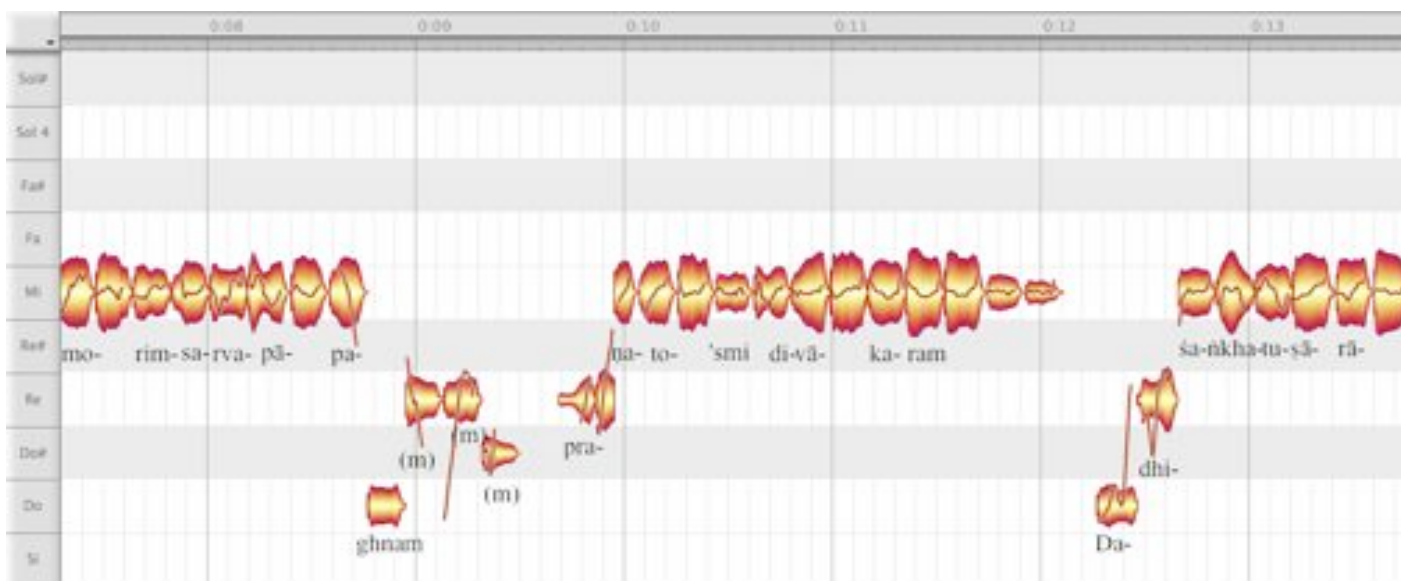 0:08 0:09 0:10 0:11 0:12 0:13
Sol#
Sol 4
Fa#
Fa
Mi
Re#
mo- rim- sa- rva- pā- pa- ṇa- to- 'smi di- vā- ka- ram śa- ṅkha- tu- ṣā- rā-
Re
(m)
Do#
(m) pra- dhi-
(m)
Do
ghnam Da-
Si